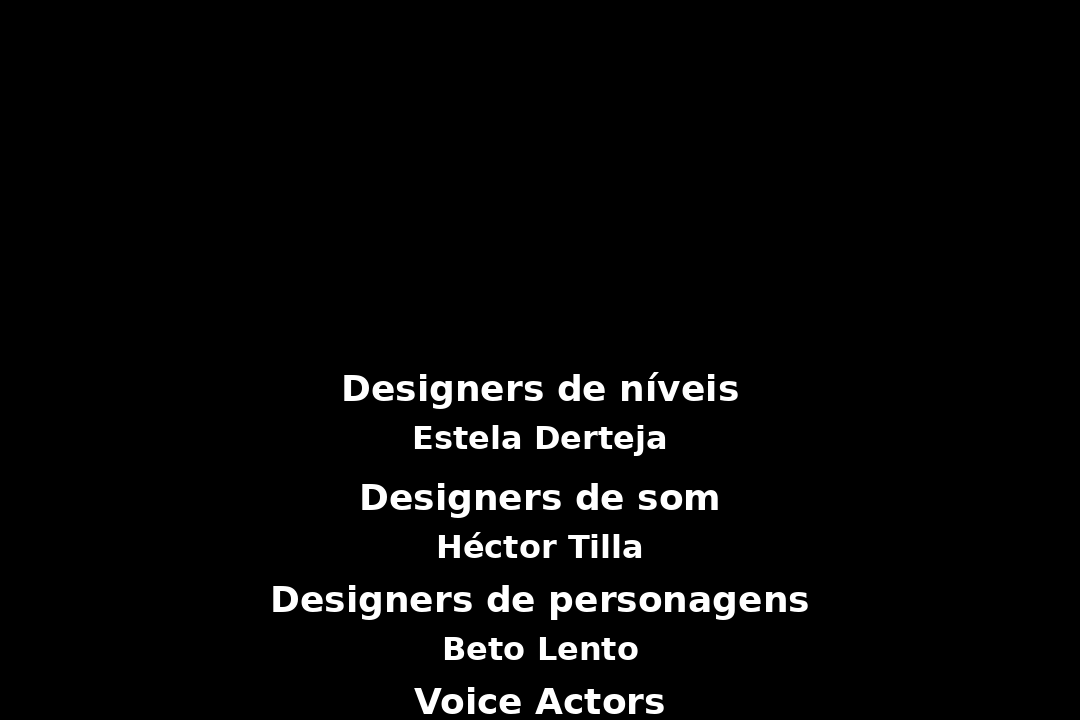 Designers de níveis
Estela Derteja
Designers de som
Héctor Tilla
Designers de personagens
Beto Lento
Voice Actors